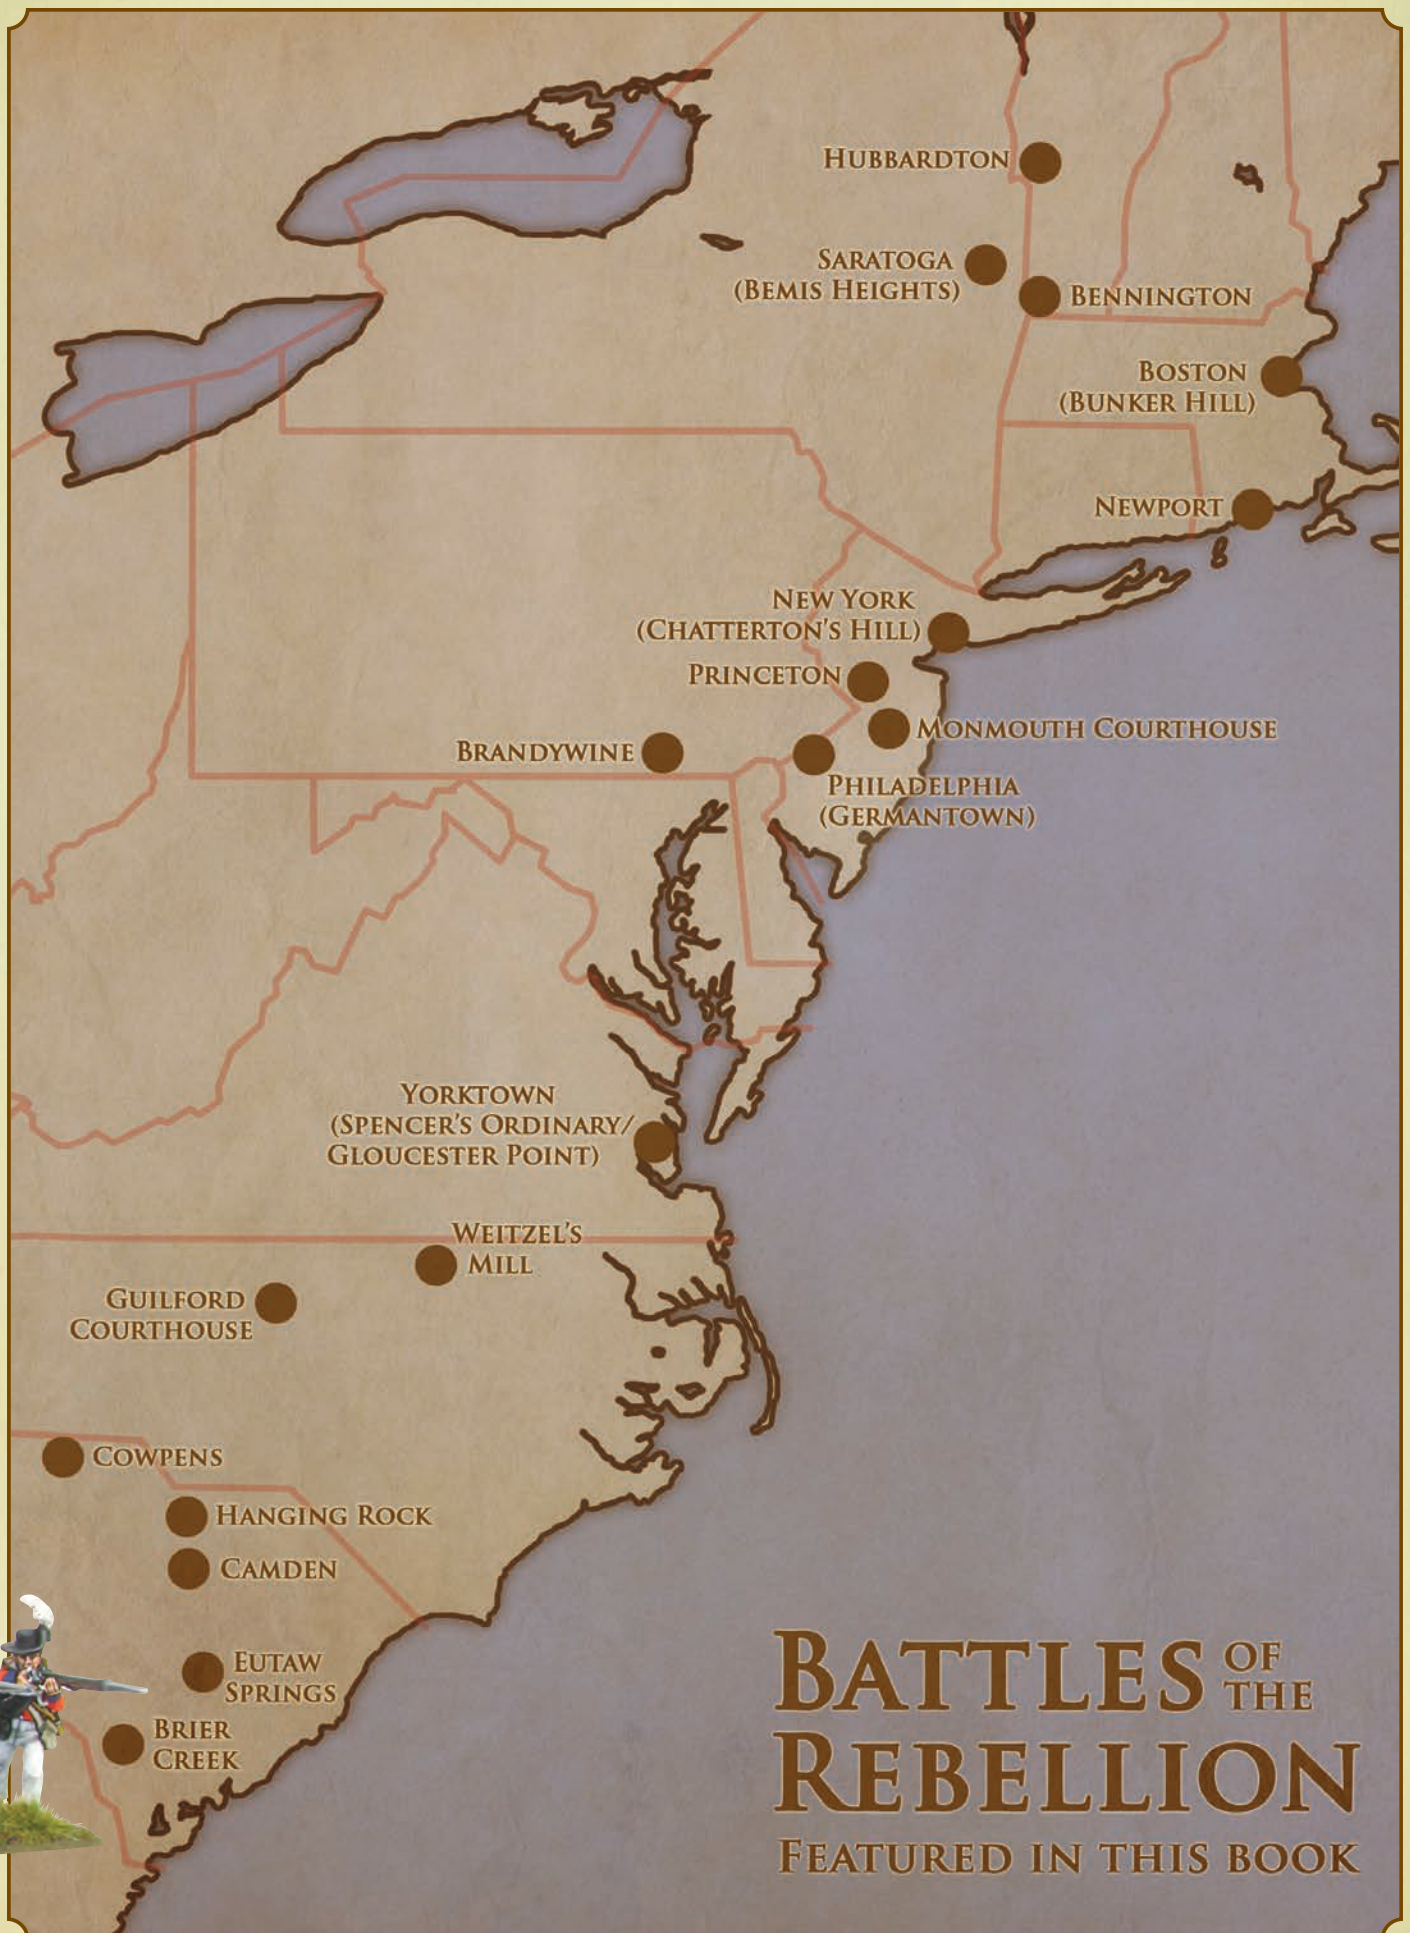 Hubbardton
Saratoga
(Bemis Heights)
Bennington
Boston
(Bunker Hill)
Newport
New York
(Chatterton's Hill)
Princeton
Monmouth Courthouse
Brandywine
Philadelphia
(Germantown)
Yorktown
(Spencer's Ordinary/
Gloucester Point)
Weitzel's
Mill
Guilford
Courthouse
Cowpens
Hanging Rock
Camden
Eutaw
Springs
Brier
Creek
Battles of the
Rebellion
Featured in this book